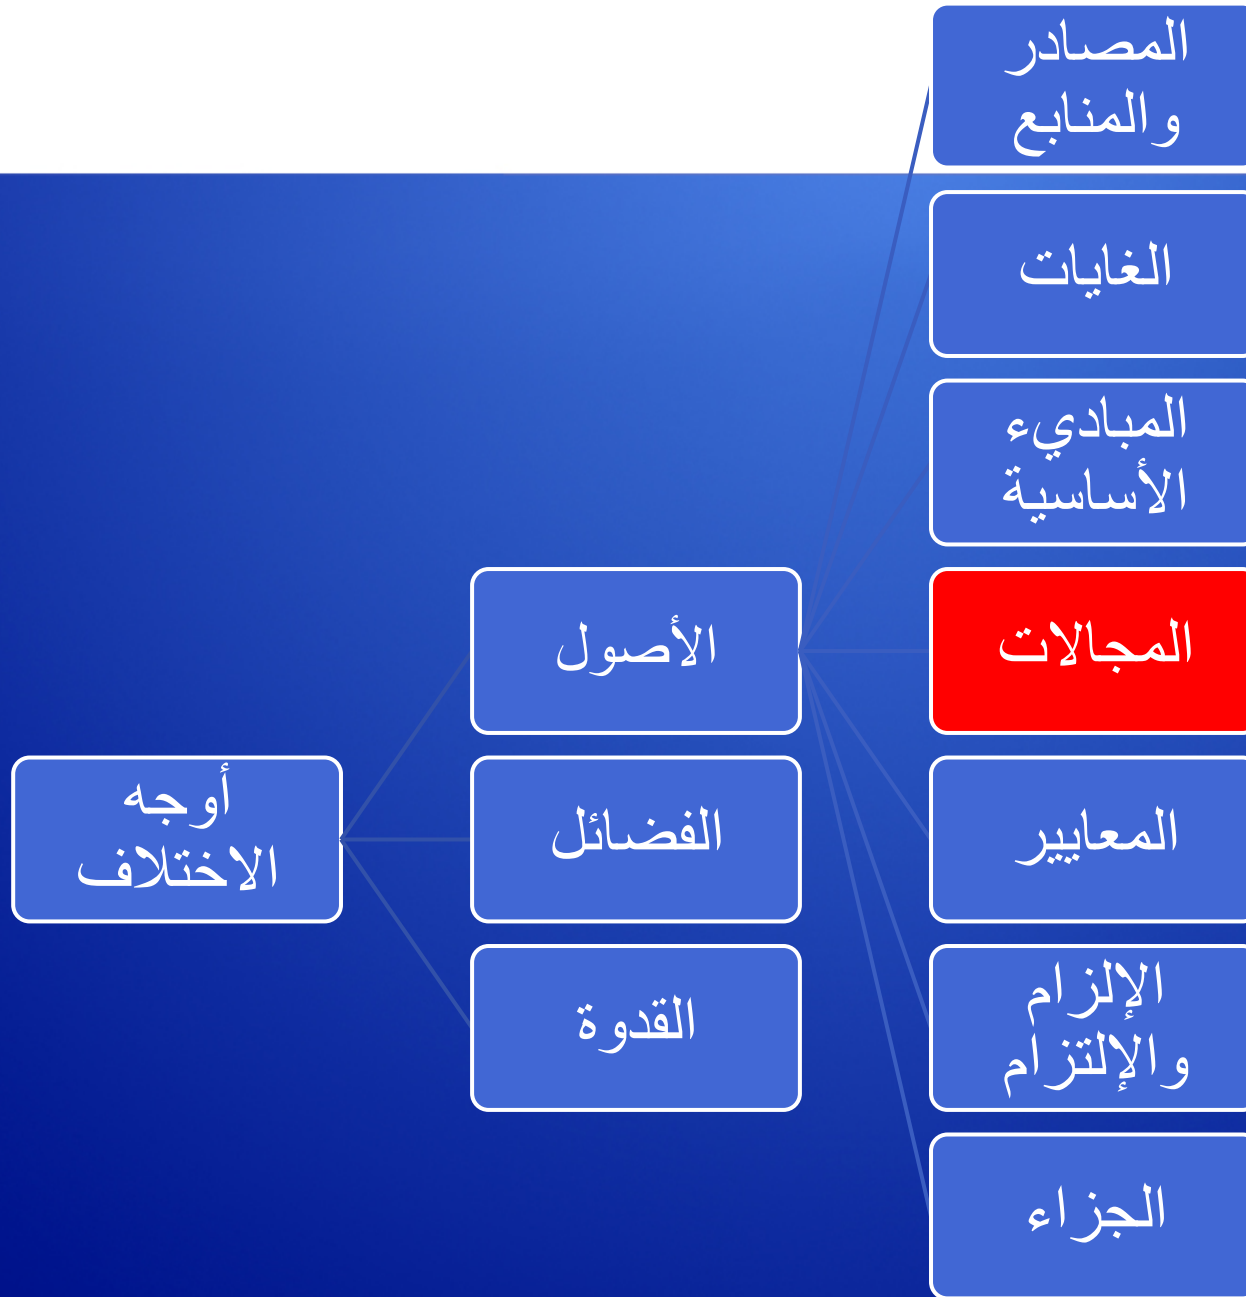 المصادر
والمنابع
الغايات
المباديء
الأساسية
المجالات
الأصول
المعايير
الفضائل
أوجه
الاختلاف
القدوة
الإلزام
والإلتزام
الجزاء